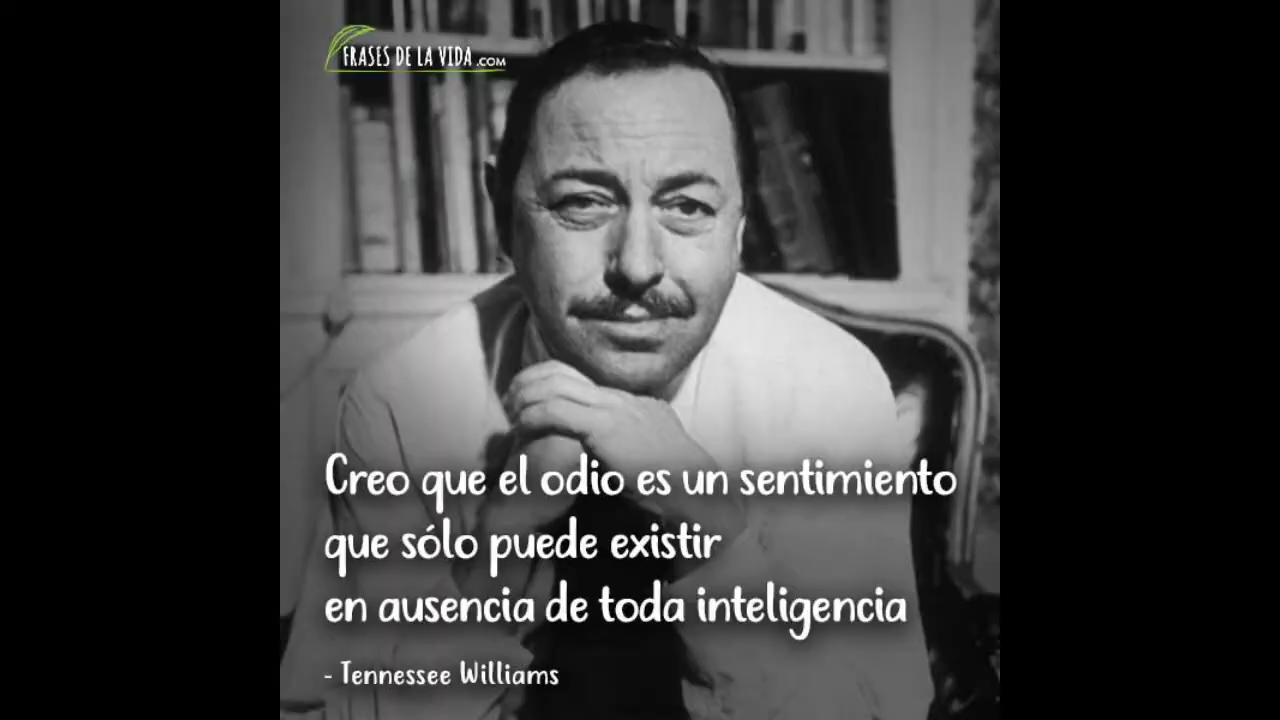 FRASES DE LA VIDA .COM
Creo que el odio es un sentimiento
que sólo puede existir
en ausencia de toda inteligencia
- Tennessee Williams